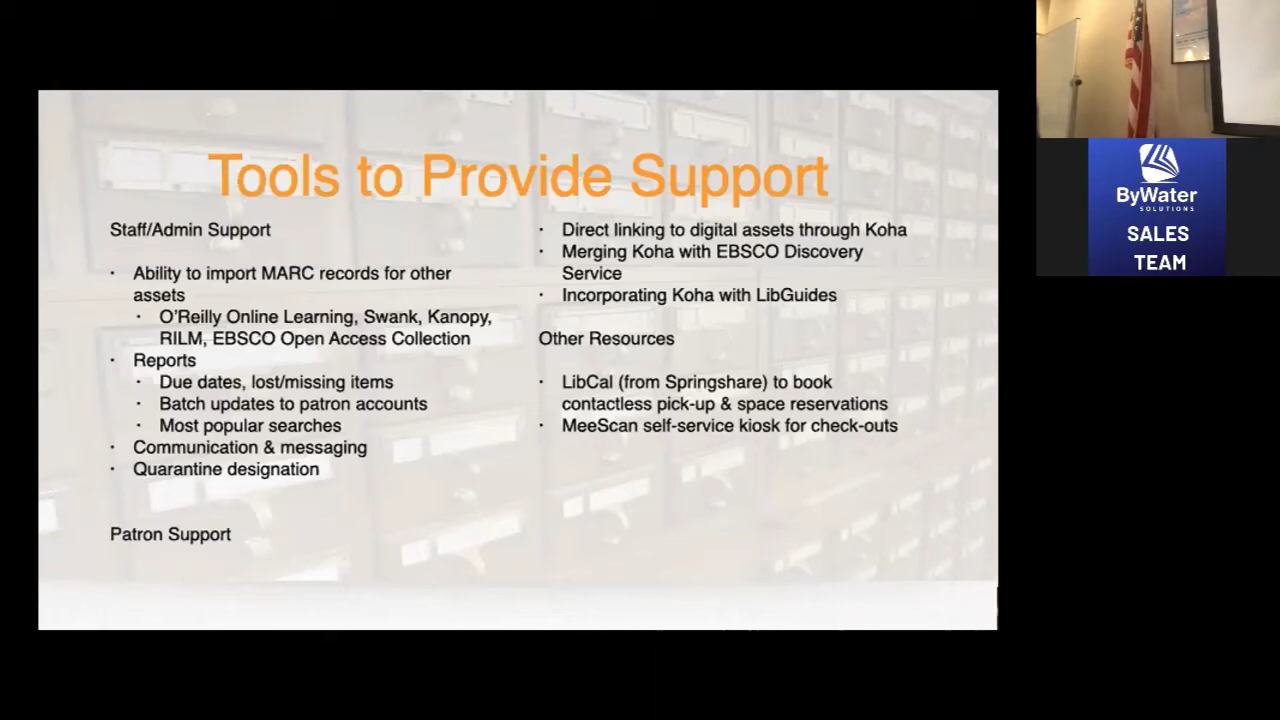 Tools to Provide Support
Staff/Admin Support
· Ability to import MARC records for other
assets
· O'Reilly Online Learning, Swank, Kanopy,
RILM, EBSCO Open Access Collection
· Reports
· Due dates, lost/missing items
· Batch updates to patron accounts
· Most popular searches
· Communication & messaging
· Quarantine designation
Patron Support
· Direct linking to digital assets through Koha
· Merging Koha with EBSCO Discovery
Service
· Incorporating Koha with LibGuides
Other Resources
· LibCal (from Springshare) to book
contactless pick-up & space reservations
· MeeScan self-service kiosk for check-outs
ByWater
SOLUTIONS
SALES
TEAM